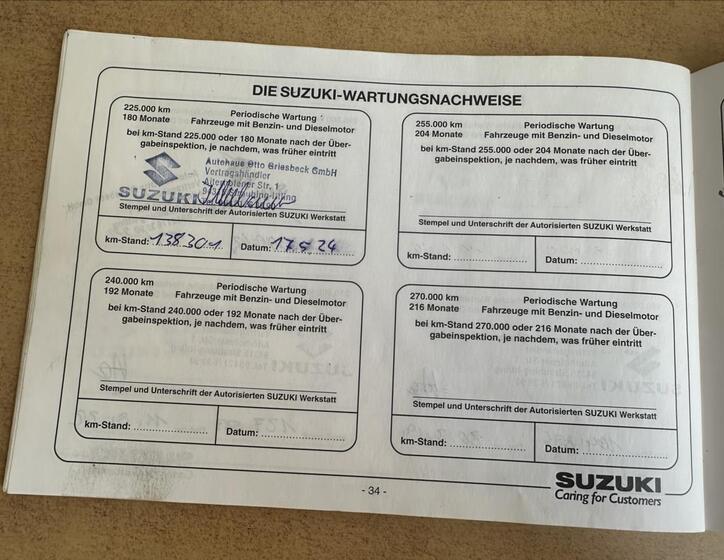 DIE SUZUKI-WARTUNGSNACHWEISE
225.000 km
180 Monate
Periodische Wartung
Fahrzeuge mit Benzin- und Dieselmotor
bei km-Stand 225.000 oder 180 Monate nach der Über-
gabeinspektion, je nachdem, was früher eintritt
Autohaus Otto Griesbeck GmbH
Vertragshändler
Str. 1
SUZUKI
Stempel und Unterschrift der Autorisierten SUZUKI Werkstatt
km-Stand: 138301
Datum: 17.5.24
255.000 km
204 Monate
Periodische Wartung
Fahrzeuge mit Benzin- und Dieselmotor
bei km-Stand 255.000 oder 204 Monate nach der Über-
gabeinspektion, je nachdem, was früher eintritt
Stempel und Unterschrift der Autorisierten SUZUKI Werkstatt
km-Stand:
Datum:
240.000 km
192 Monate
Periodische Wartung
Fahrzeuge mit Benzin- und Dieselmotor
bei km-Stand 240.000 oder 192 Monate nach der Über-
gabeinspektion, je nachdem, was früher eintritt
Stempel und Unterschrift der Autorisierten SUZUKI Werkstatt
km-Stand:
Datum:
270.000 km
216 Monate
Periodische Wartung
Fahrzeuge mit Benzin- und Dieselmotor
bei km-Stand 270.000 oder 216 Monate nach der Über-
gabeinspektion, je nachdem, was früher eintritt
Stempel und Unterschrift der Autorisierten SUZUKI Werkstatt
km-Stand:
Datum:
- 34 -
SUZUKI
Caring for Customers